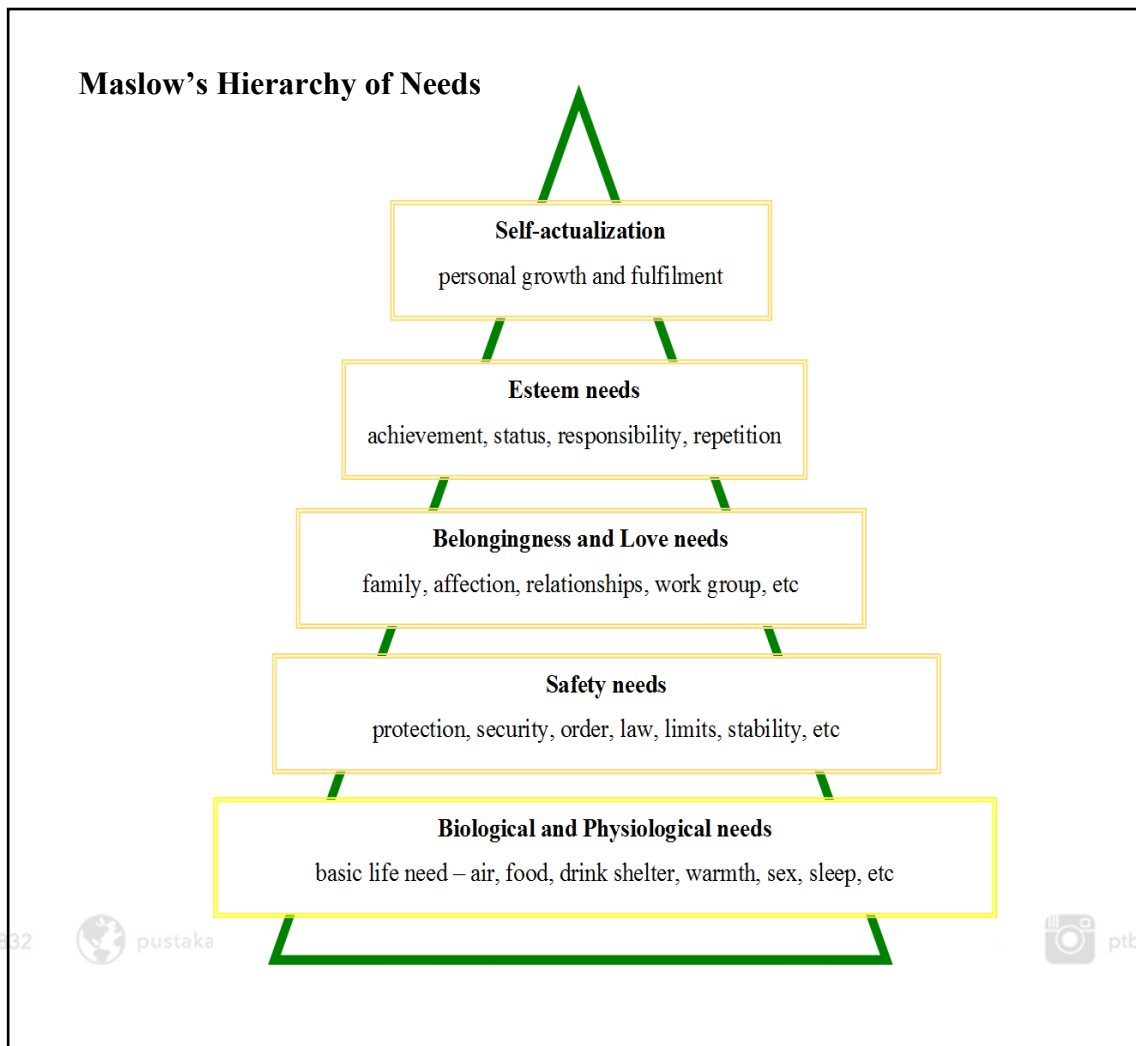 Maslow’s Hierarchy of Needs
Self-actualization
personal growth and fulfilment
Esteem needs
achievement, status, responsibility, repetition
Belongingness and Love needs
family, affection, relationships, work group, etc
Safety needs
protection, security, order, law, limits, stability, etc
Biological and Physiological needs
basic life need – air, food, drink shelter, warmth, sex, sleep, etc
832
pustaka
ptb